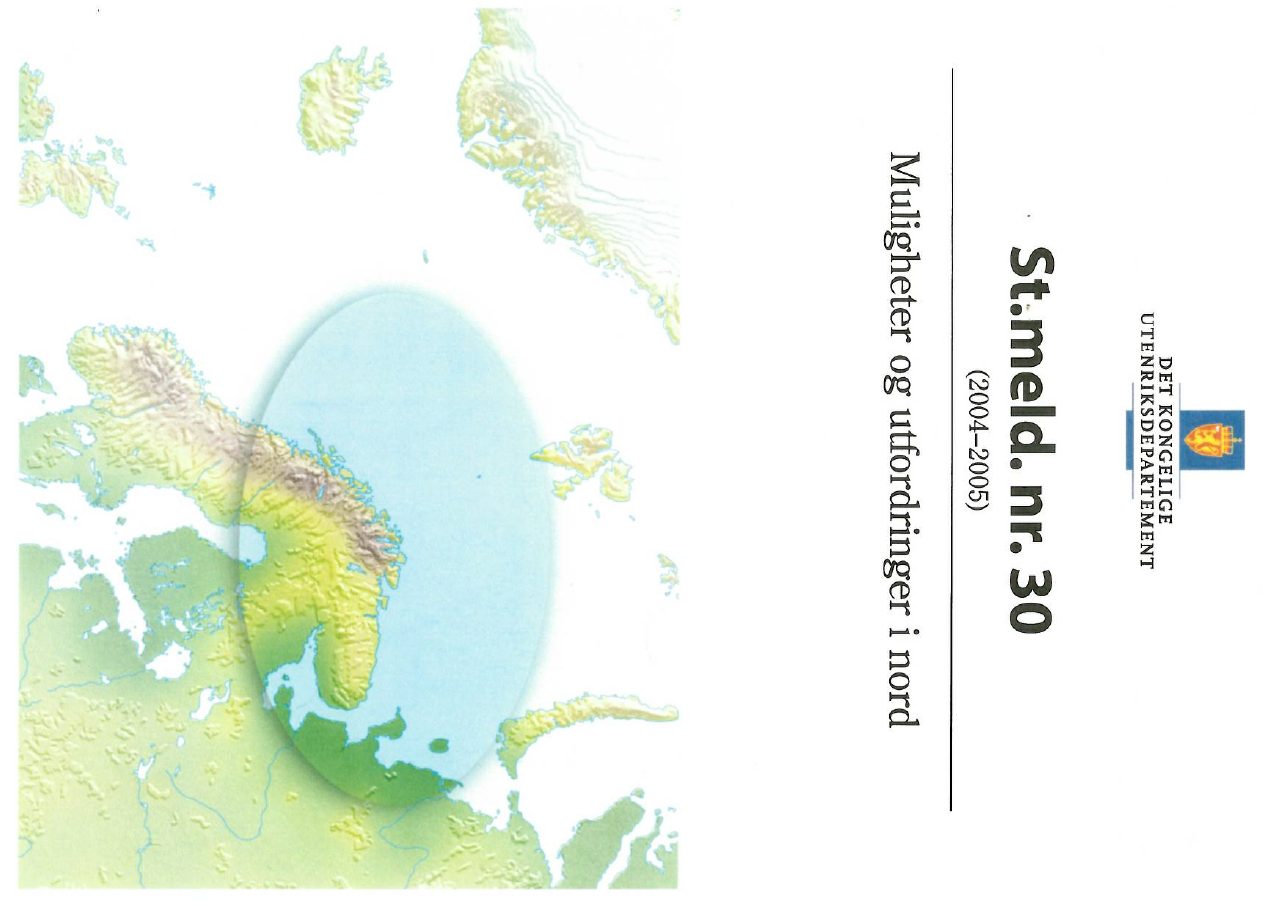 DET KONGELIGE
UTENRIKSDEPARTEMENT
St.meld. nr. 30
(2004–2005)
Muligheter og utfordringer i nord